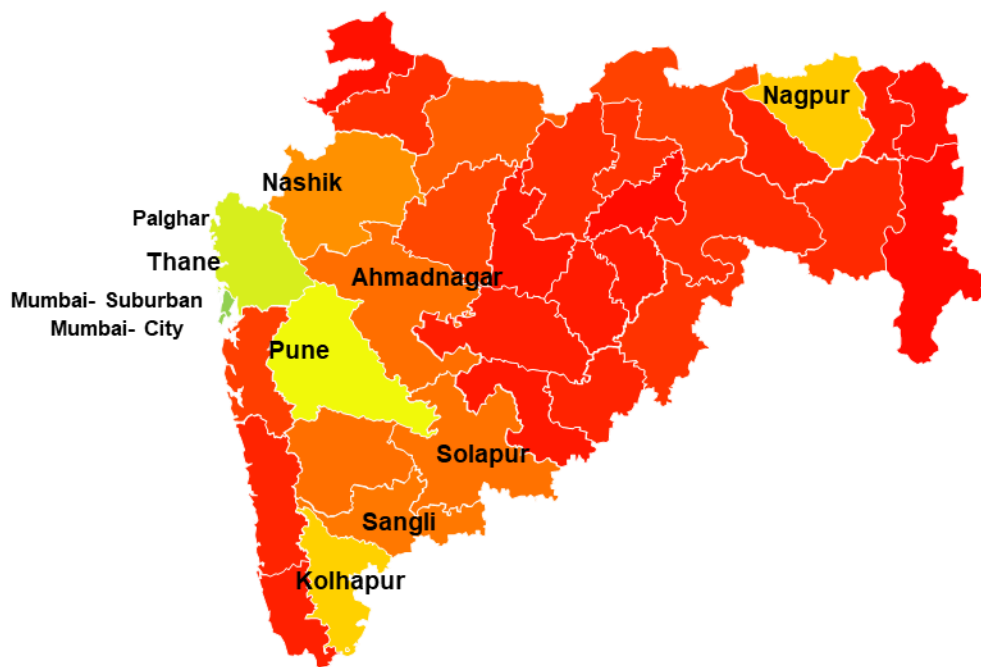 Nagpur
Nashik
Palghar
Thane
Ahmadnagar
Mumbai- Suburban
Mumbai- City
Pune
Solapur
Sangli
Kolhapur